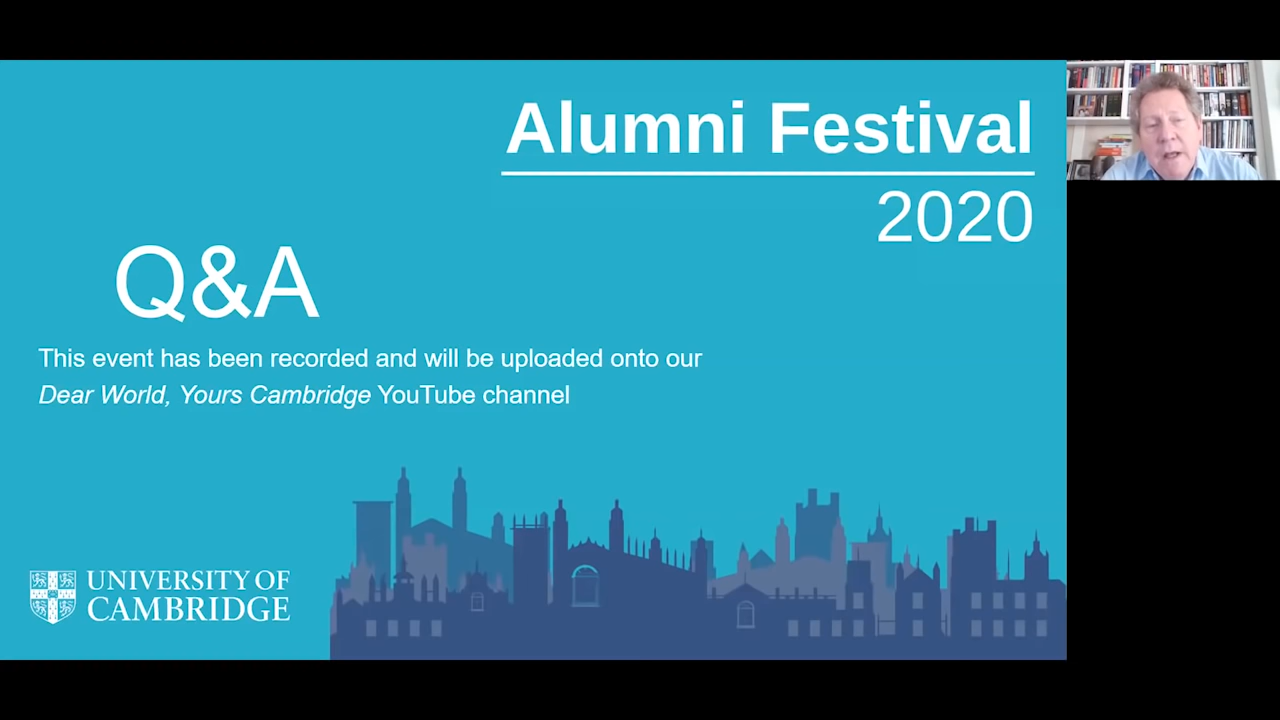 Alumni Festival
2020
Q&A
This event has been recorded and will be uploaded onto our
Dear World, Yours Cambridge YouTube channel
UNIVERSITY OF
CAMBRIDGE